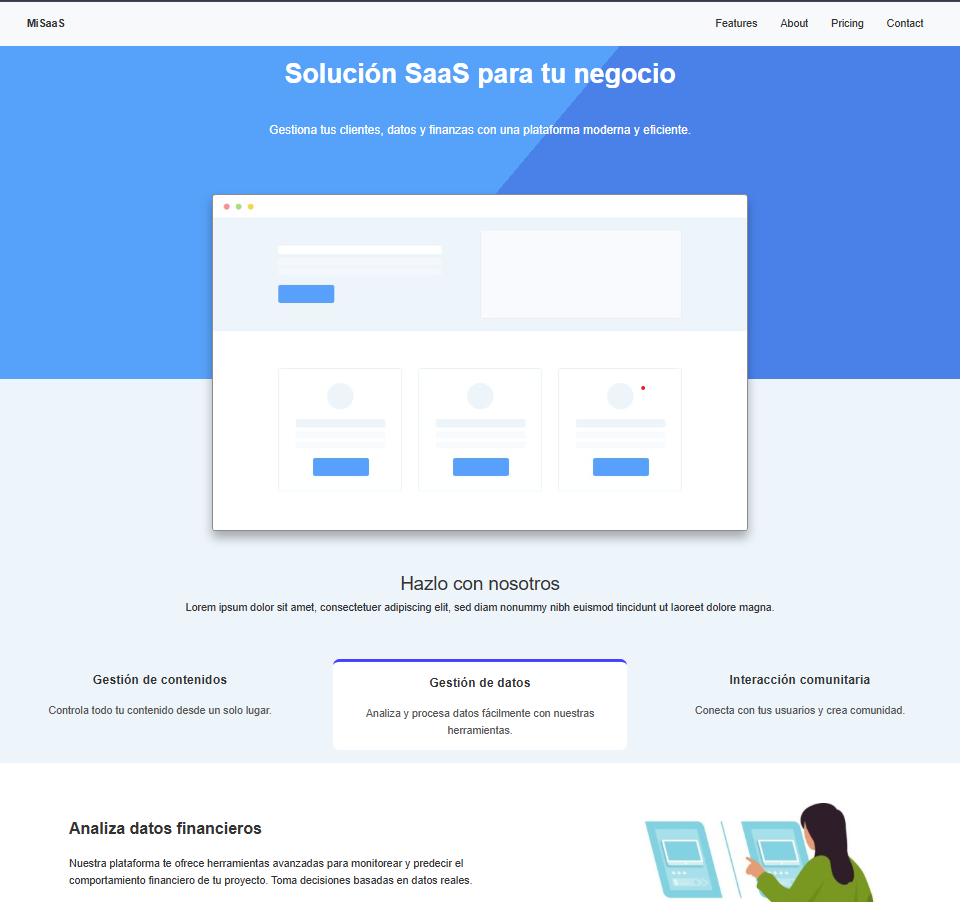 MiSaaS
Features About Pricing Contact
Solución SaaS para tu negocio
Gestiona tus clientes, datos y finanzas con una plataforma moderna y eficiente.
Hazlo con nosotros
Lorem ipsum dolor sit amet, consectetuer adipiscing elit, sed diam nonummy nibh euismod tincidunt ut laoreet dolore magna.
Gestión de contenidos
Controla todo tu contenido desde un solo lugar.
Gestión de datos
Analiza y procesa datos fácilmente con nuestras
herramientas.
Interacción comunitaria
Conecta con tus usuarios y crea comunidad.
Analiza datos financieros
Nuestra plataforma te ofrece herramientas avanzadas para monitorear y predecir el
comportamiento financiero de tu proyecto. Toma decisiones basadas en datos reales.